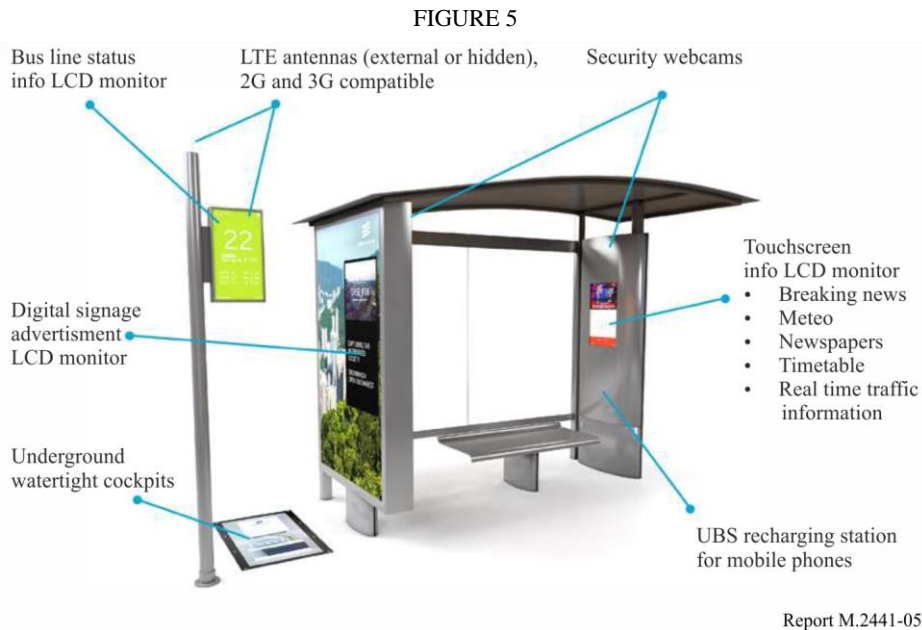 FIGURE 5
Bus line status
info LCD monitor
LTE antennas (external or hidden),
2G and 3G compatible
Security webcams
22
Touchscreen
info LCD monitor
• Breaking news
• Meteo
• Newspapers
• Timetable
• Real time traffic
information
Digital signage
advertisment
LCD monitor
Underground
watertight cockpits
UBS recharging station
for mobile phones
Report M.2441-05